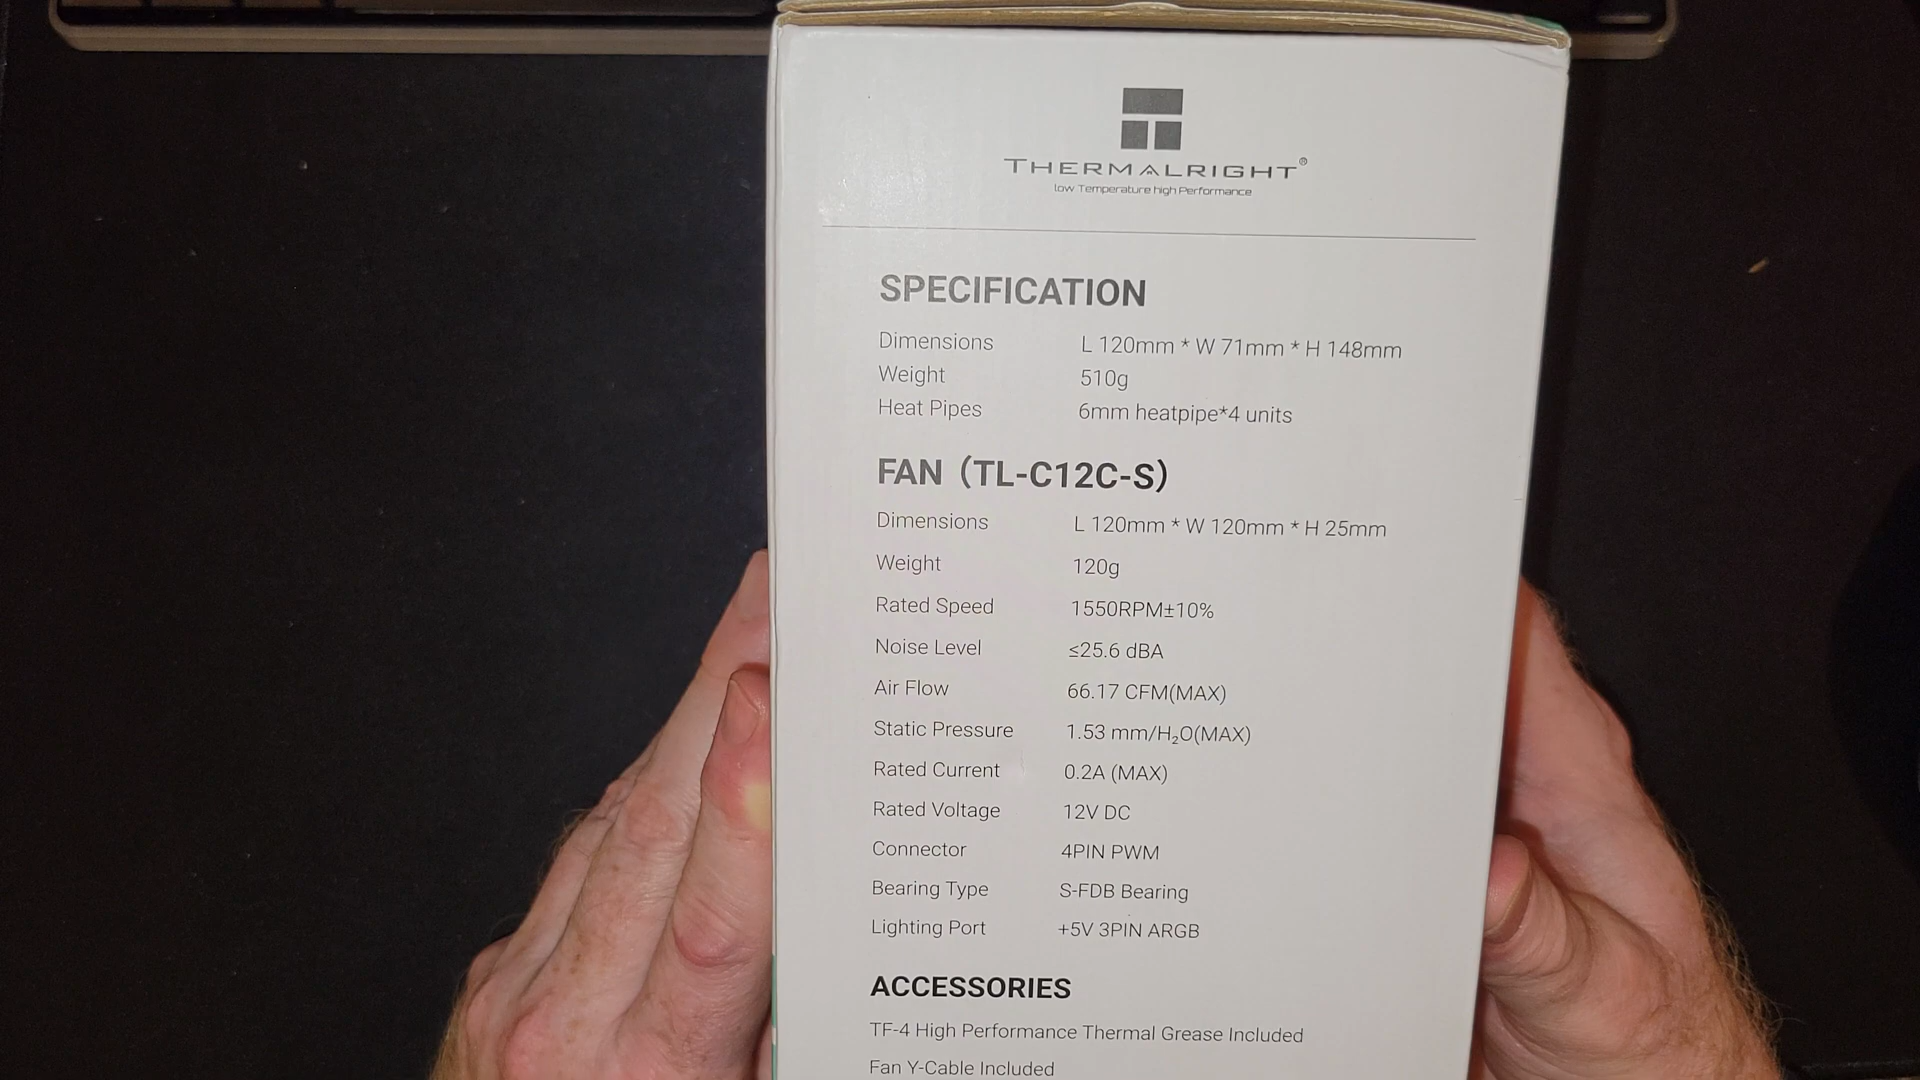 THERMALRIGHT®
low Temperature high Performance
SPECIFICATION
Dimensions L 120mm * W 71mm * H 148mm
Weight 510g
Heat Pipes 6mm heatpipe*4 units
FAN（TL-C12C-S）
Dimensions L 120mm * W 120mm * H 25mm
Weight 120g
Rated Speed 1550RPM±10%
Noise Level ≤25.6 dBA
Air Flow 66.17 CFM(MAX)
Static Pressure 1.53 mm/H₂O(MAX)
Rated Current 0.2A (MAX)
Rated Voltage 12V DC
Connector 4PIN PWM
Bearing Type S-FDB Bearing
Lighting Port +5V 3PIN ARGB
ACCESSORIES
TF-4 High Performance Thermal Grease Included
Fan Y-Cable Included